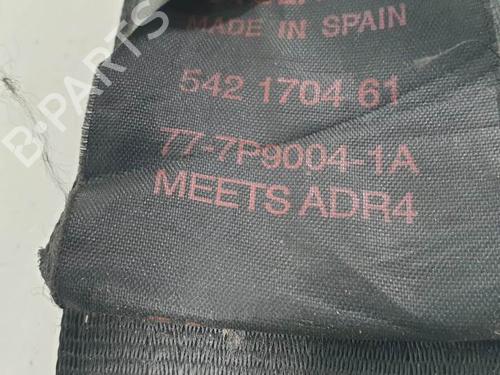 MADE IN SPAIN
542 1704 61
77-7P9004-1A
MEETS ADR4
B-PARTS